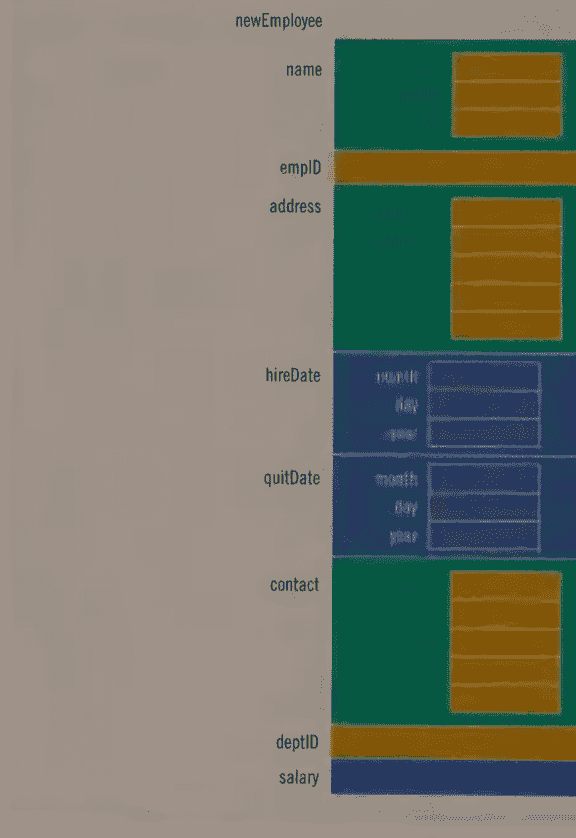 newEmployee
name
empID
address
hireDate
month
day
year
quitDate
month
day
year
contact
deptID
salary